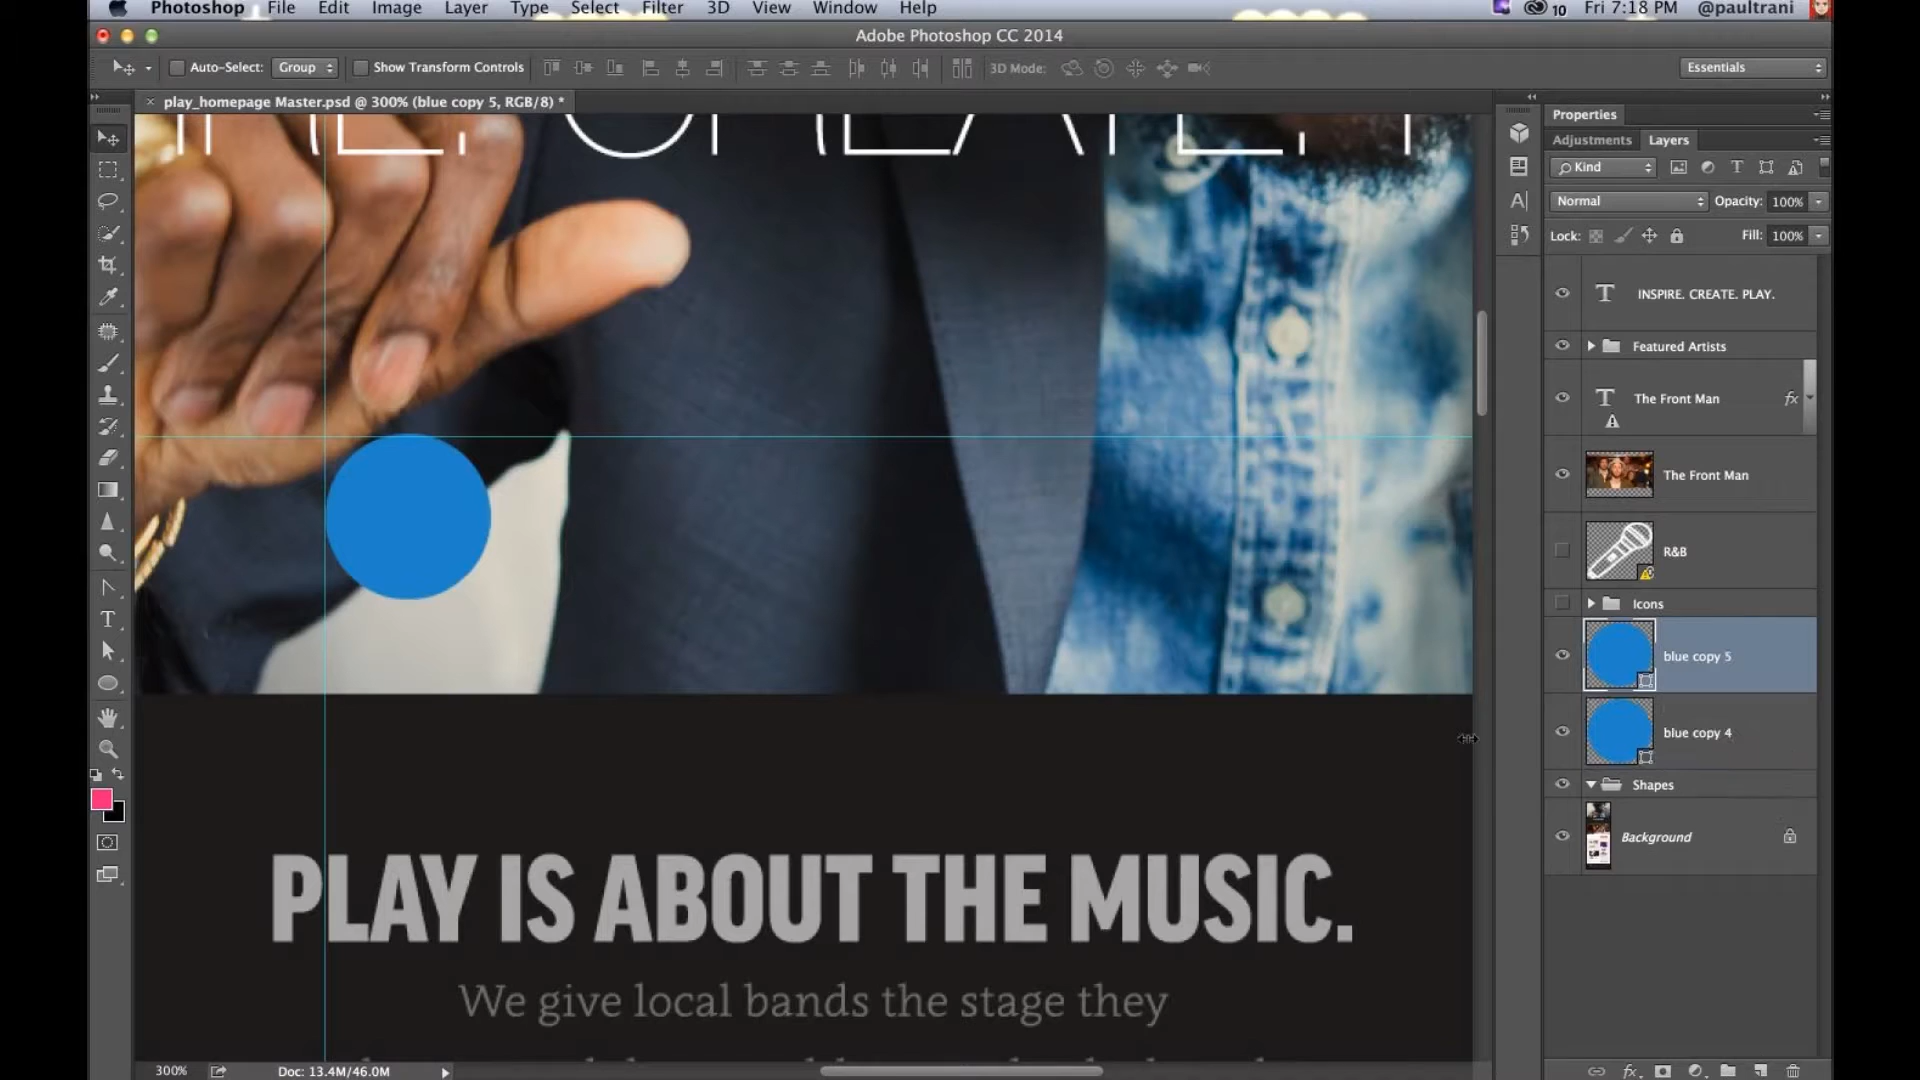 Photoshop File Edit Image Layer Type Select Filter 3D View Window Help 10 Fri 7:18 PM @paultrani
Adobe Photoshop CC 2014
Auto-Select: Group Show Transform Controls 3D Mode: Essentials
play_homepage Master.psd @ 300% (blue copy 5, RGB/8) *
Properties
Adjustments Layers
Kind
Normal Opacity: 100%
Lock: Fill: 100%
INSPIRE. CREATE. PLAY.
Featured Artists
The Front Man fx
The Front Man
R&B
Icons
blue copy 5
blue copy 4
Shapes
Background
PLAY IS ABOUT THE MUSIC.
We give local bands the stage they
300% Doc: 13.4M/46.0M